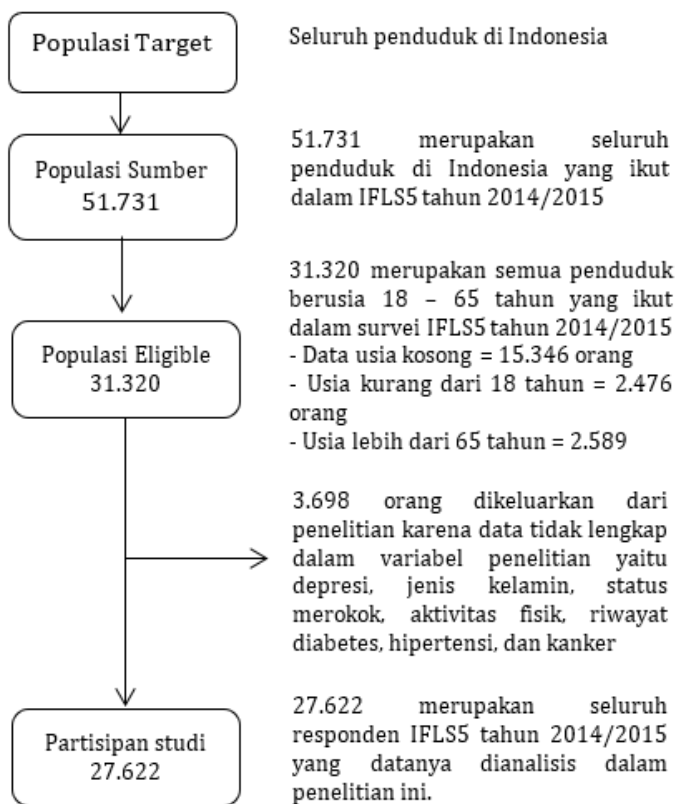 Populasi Target
Seluruh penduduk di Indonesia
Populasi Sumber
51.731
51.731 merupakan seluruh
penduduk di Indonesia yang ikut
dalam IFLS5 tahun 2014/2015
Populasi Eligible
31.320
31.320 merupakan semua penduduk
berusia 18 – 65 tahun yang ikut
dalam survei IFLS5 tahun 2014/2015
- Data usia kosong = 15.346 orang
- Usia kurang dari 18 tahun = 2.476
orang
- Usia lebih dari 65 tahun = 2.589
3.698 orang dikeluarkan dari
penelitian karena data tidak lengkap
dalam variabel penelitian yaitu
depresi, jenis kelamin, status
merokok, aktivitas fisik, riwayat
diabetes, hipertensi, dan kanker
Partisipan studi
27.622
27.622 merupakan seluruh
responden IFLS5 tahun 2014/2015
yang datanya dianalisis dalam
penelitian ini.